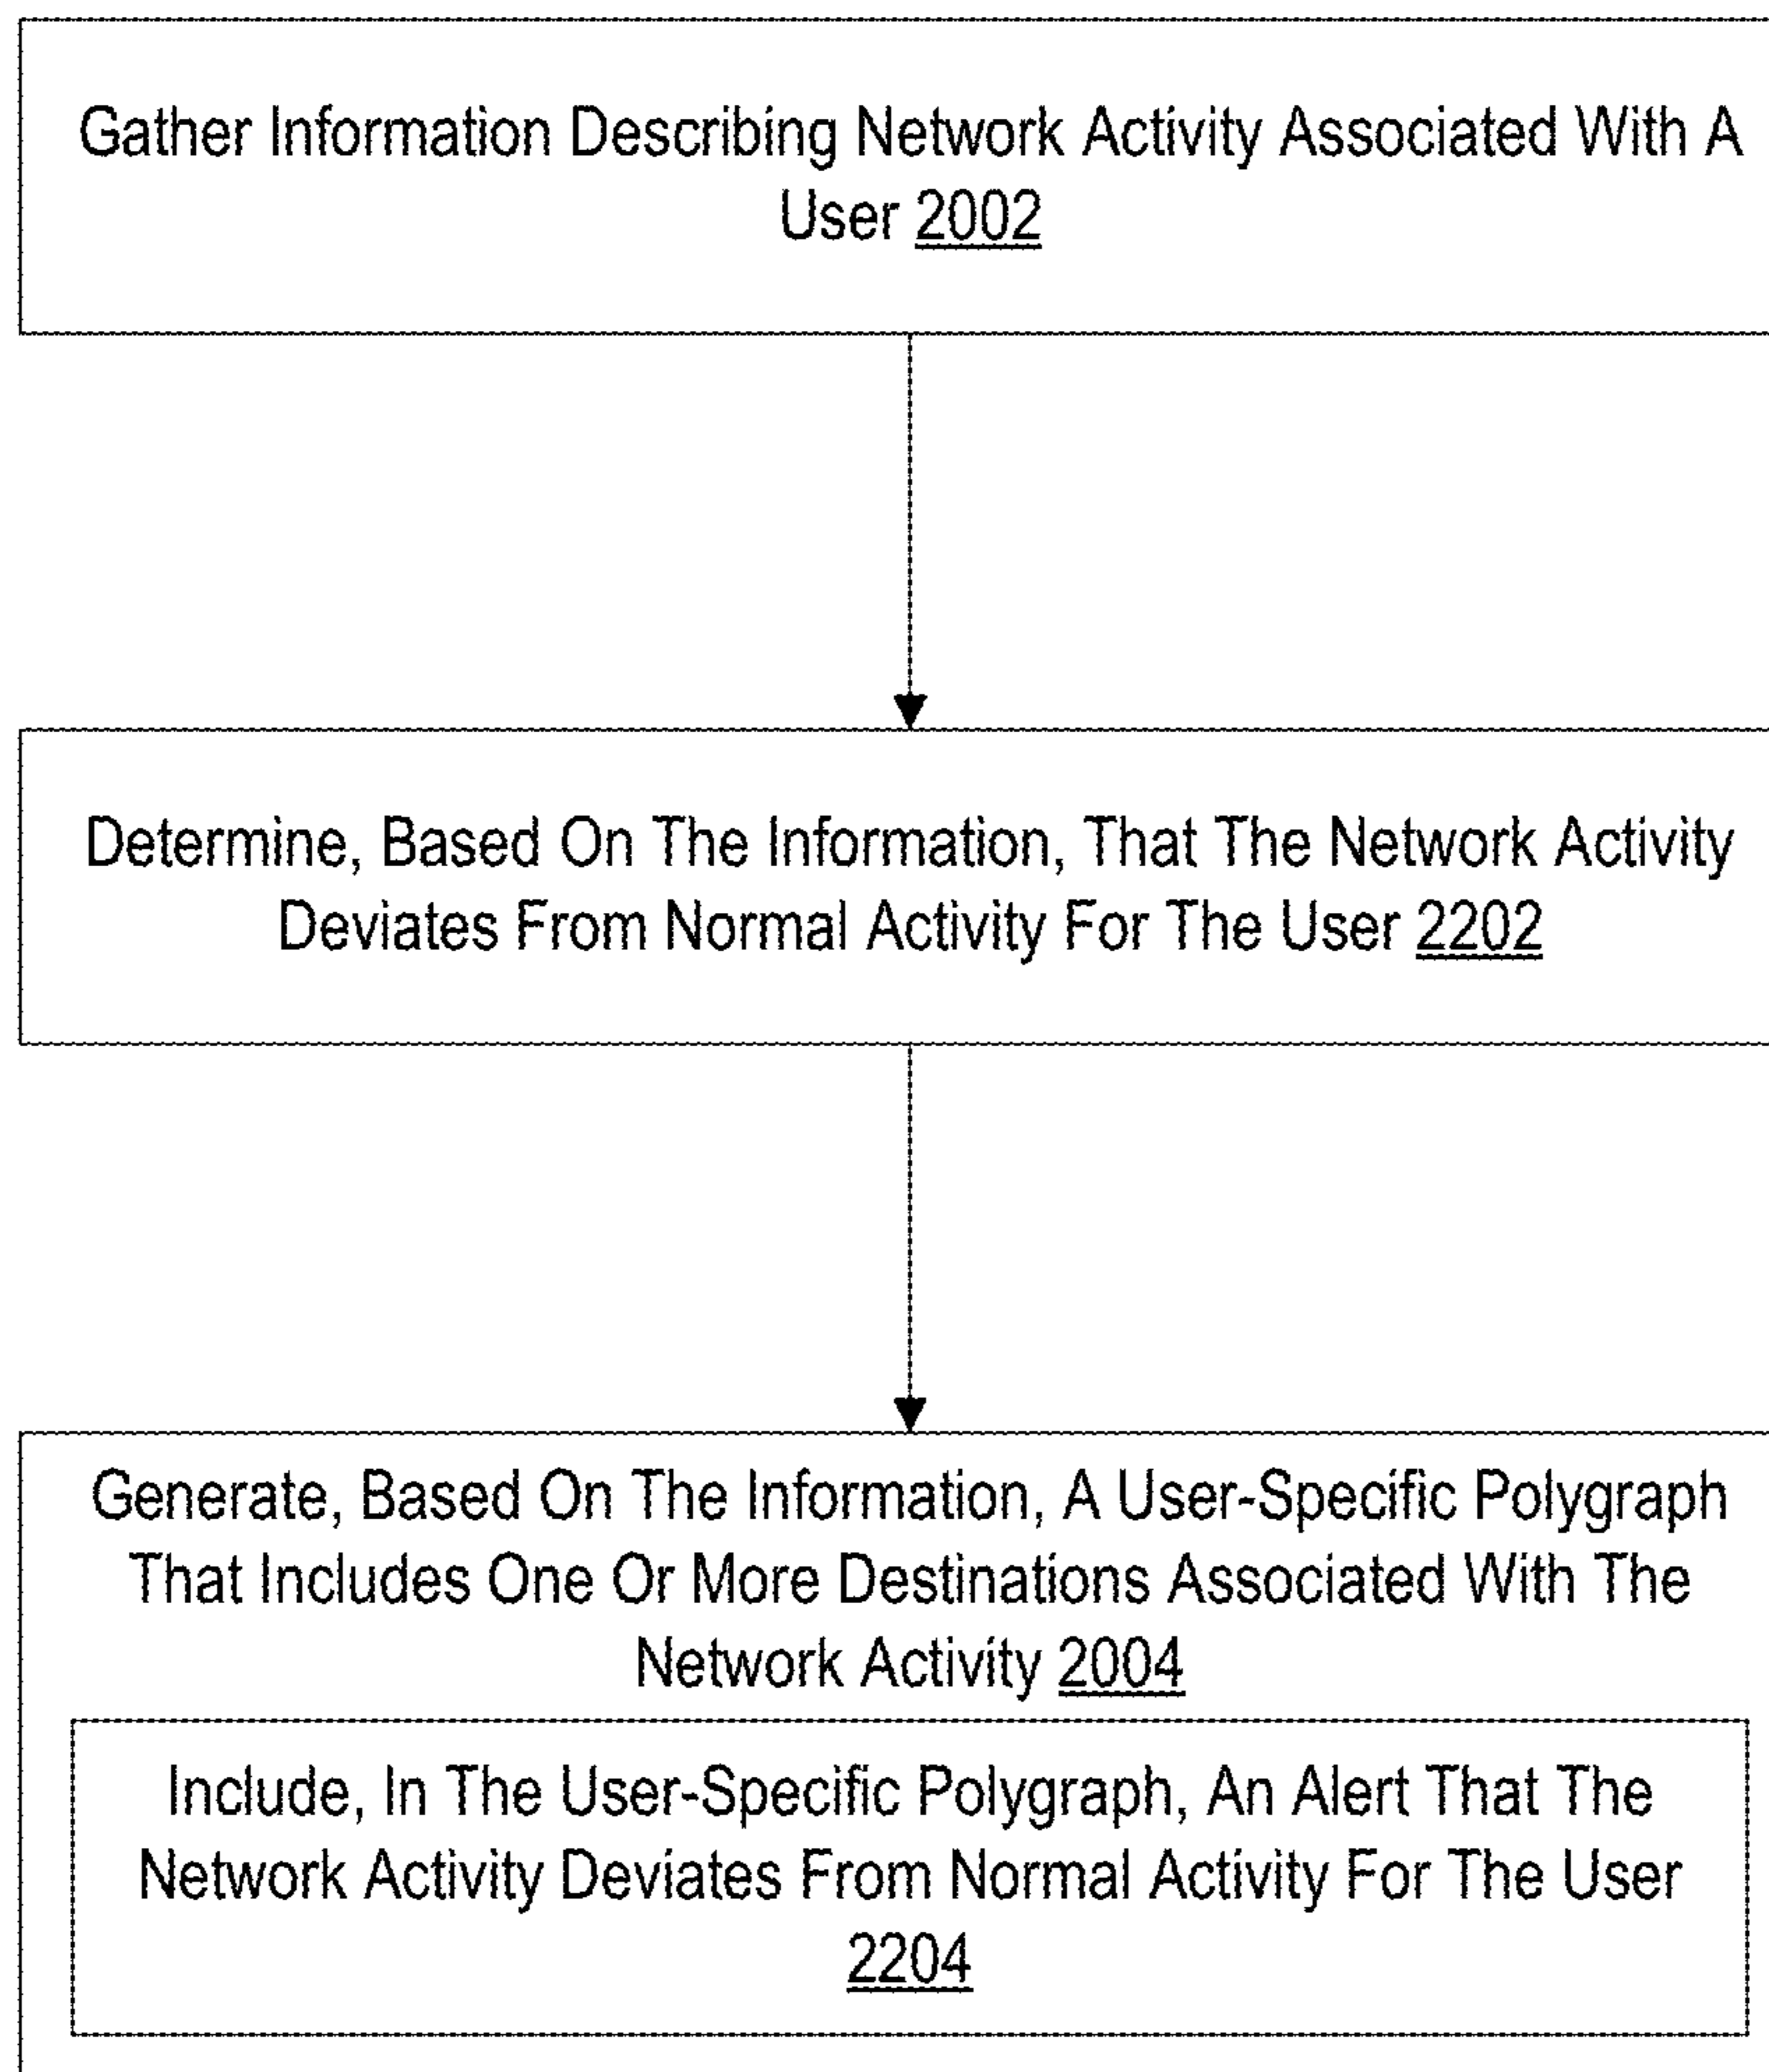 Gather Information Describing Network Activity Associated With A
User 2002
Determine, Based On The Information, That The Network Activity
Deviates From Normal Activity For The User 2202
Generate, Based On The Information, A User-Specific Polygraph
That Includes One Or More Destinations Associated With The
Network Activity 2004
Include, In The User-Specific Polygraph, An Alert That The
Network Activity Deviates From Normal Activity For The User
2204